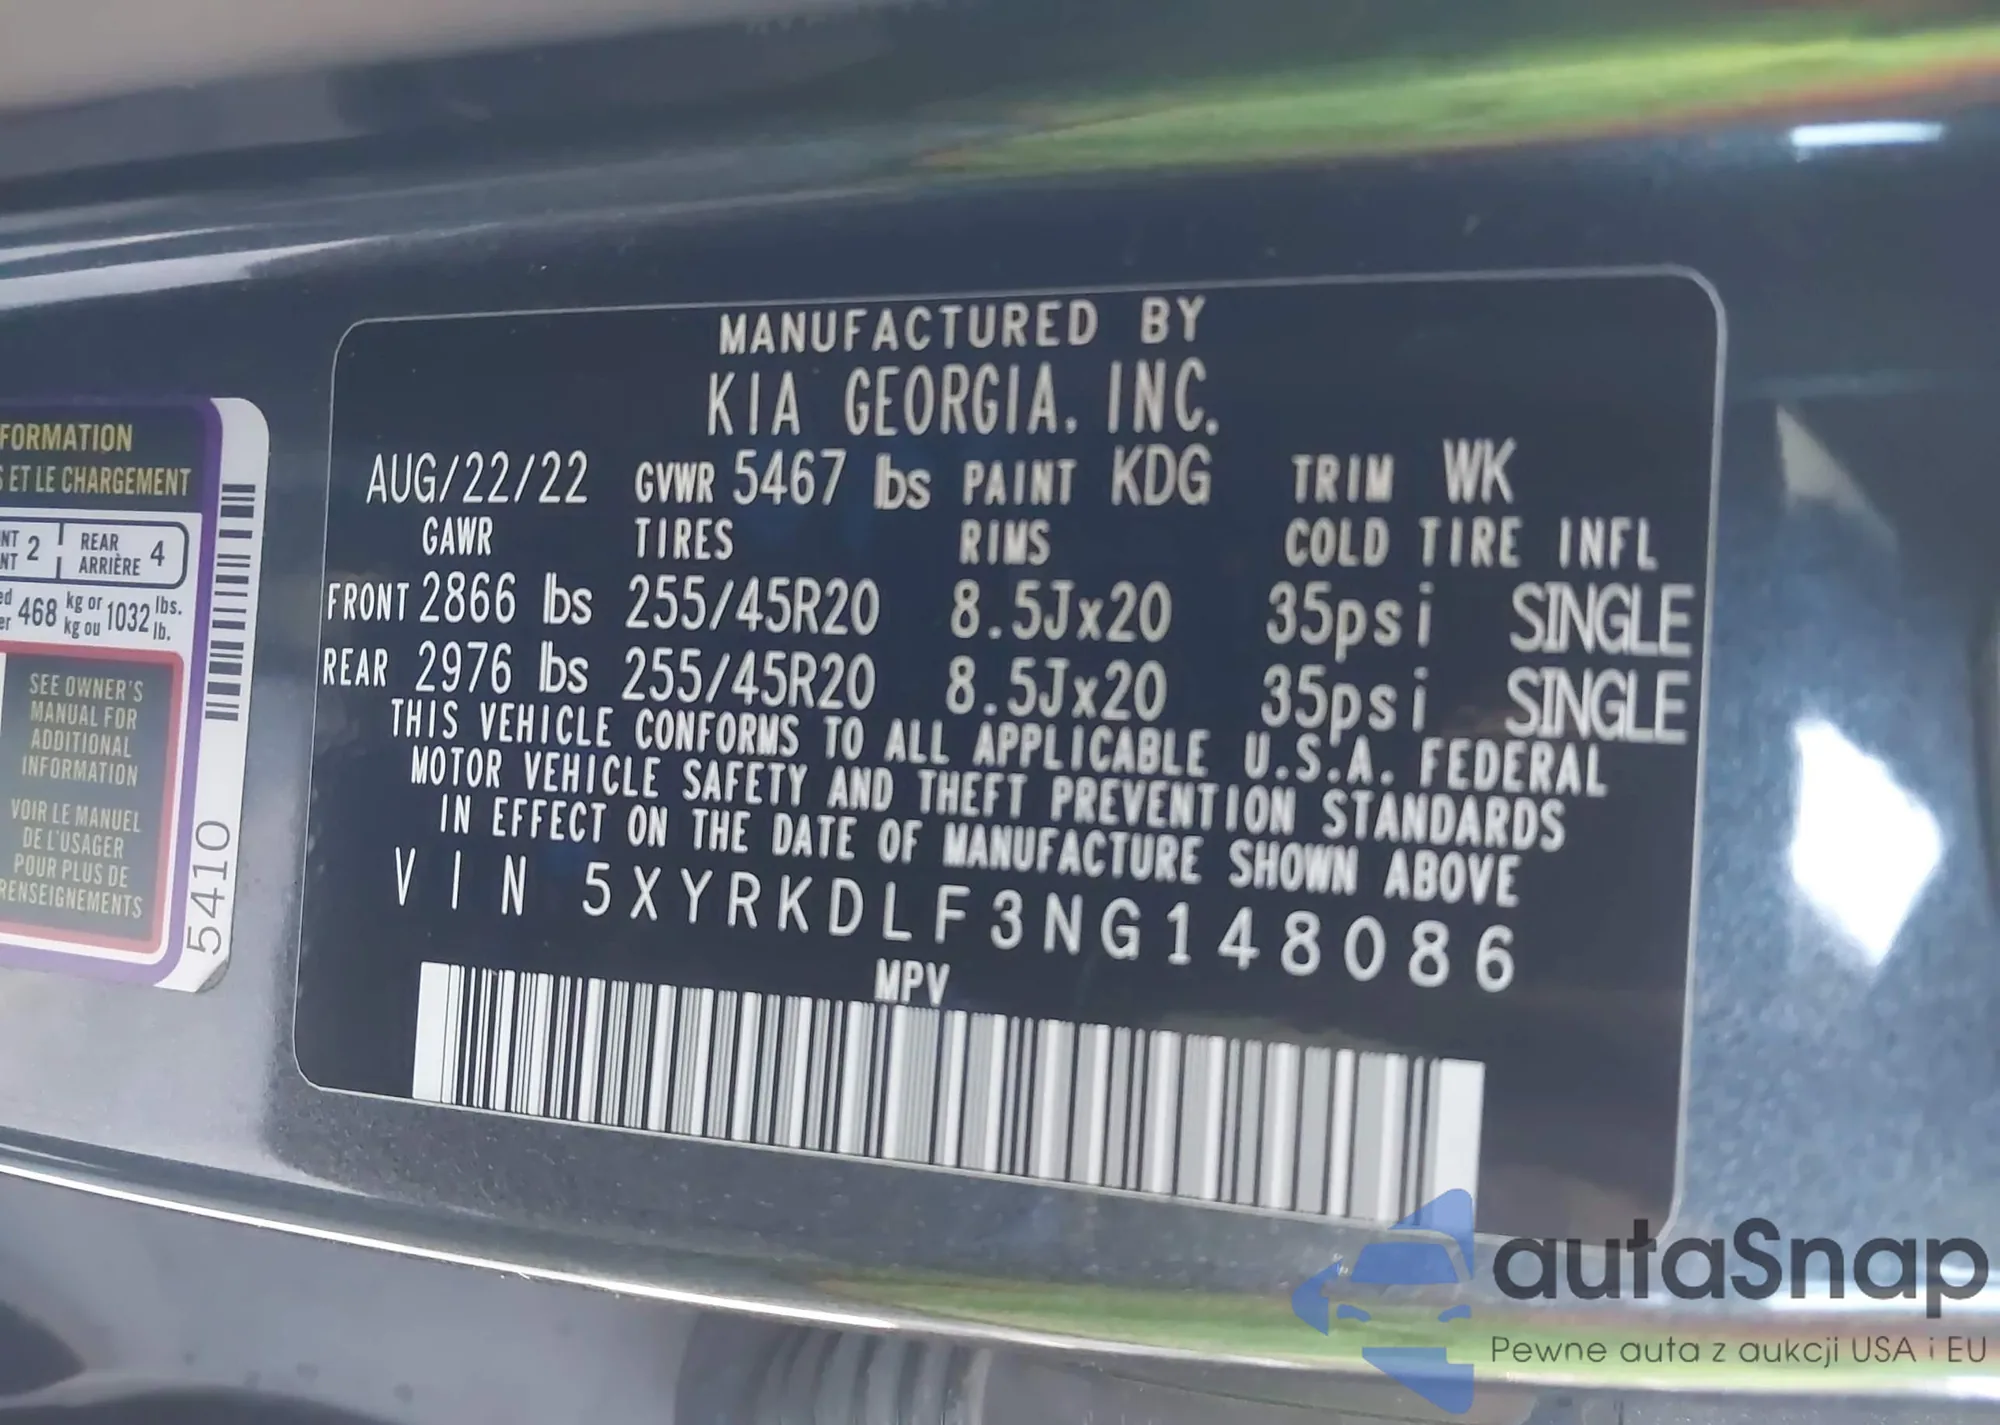 MANUFACTURED BY
KIA GEORGIA, INC.
AUG/22/22 GVWR 5467 lbs PAINT KDG TRIM WK
GAWR TIRES RIMS COLD TIRE INFL
FRONT 2866 lbs 255/45R20 8.5Jx20 35psi SINGLE
REAR 2976 lbs 255/45R20 8.5Jx20 35psi SINGLE
THIS VEHICLE CONFORMS TO ALL APPLICABLE U.S.A. FEDERAL
MOTOR VEHICLE SAFETY AND THEFT PREVENTION STANDARDS
IN EFFECT ON THE DATE OF MANUFACTURE SHOWN ABOVE
VIN 5XYRKDLF3NG148086
MPV
FORMATION
S ET LE CHARGEMENT
NT 2 REAR 4
NT ARRIÈRE
ed 468 kg or 1032 lbs.
er kg ou lb.
SEE OWNER'S
MANUAL FOR
ADDITIONAL
INFORMATION
VOIR LE MANUEL
DE L'USAGER
POUR PLUS DE
RENSEIGNEMENTS
5410
autaSnap
Pewne auta z aukcji USA i EU